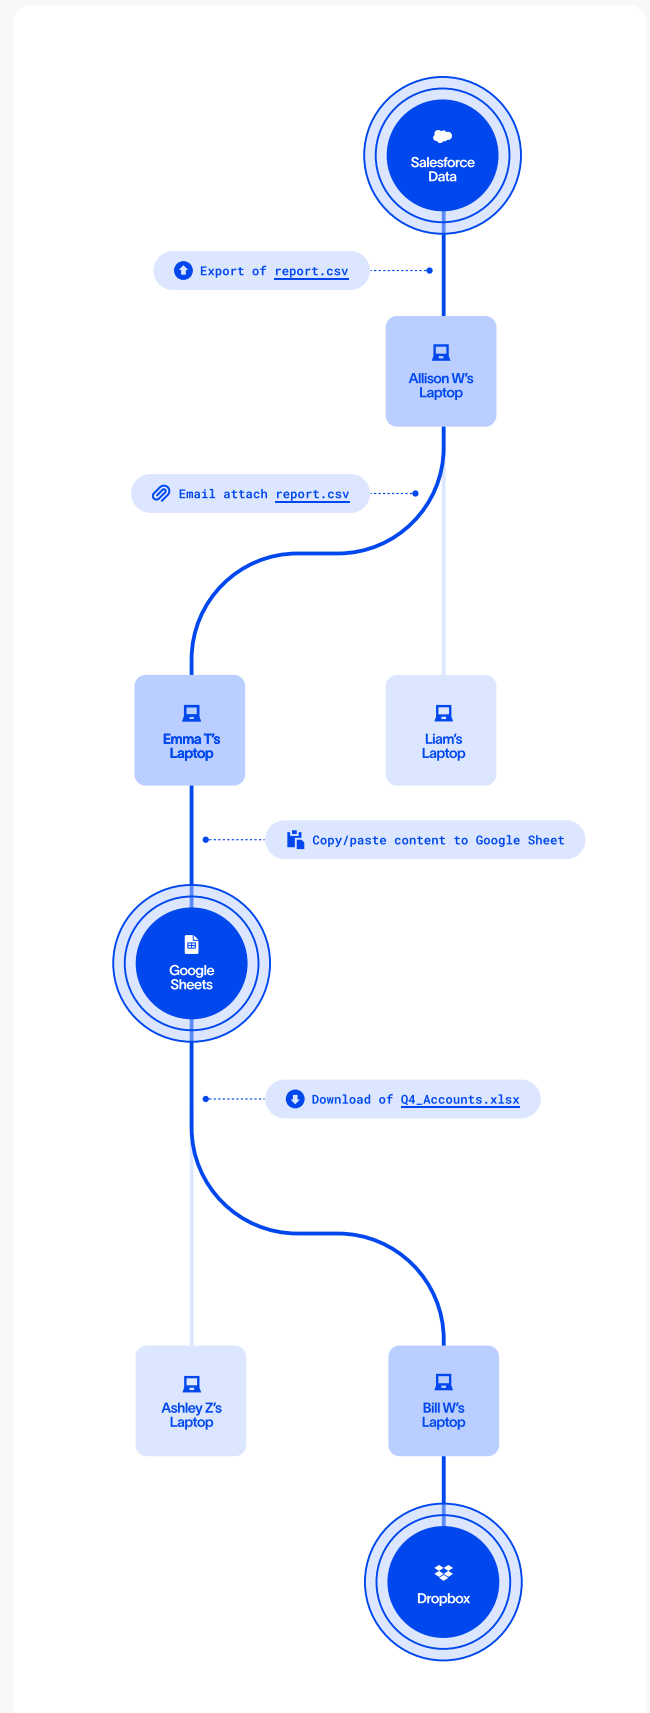 Salesforce
Data
Export of report.csv
Allison W's
Laptop
Email attach report.csv
Emma T's
Laptop
Liam's
Laptop
Copy/paste content to Google Sheet
Google
Sheets
Download of Q4_Accounts.xlsx
Ashley Z's
Laptop
Bill W's
Laptop
Dropbox